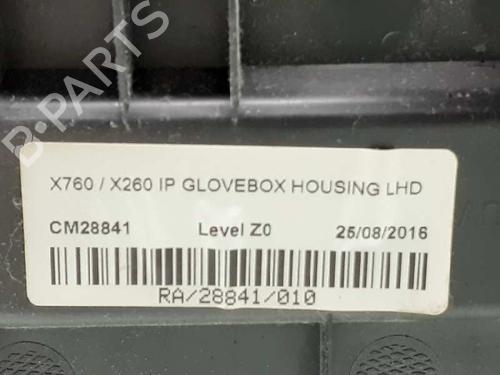 B-PARTS
X760 / X260 IP GLOVEBOX HOUSING LHD
CM28841 Level Z0 25/08/2016
RA/28841/010